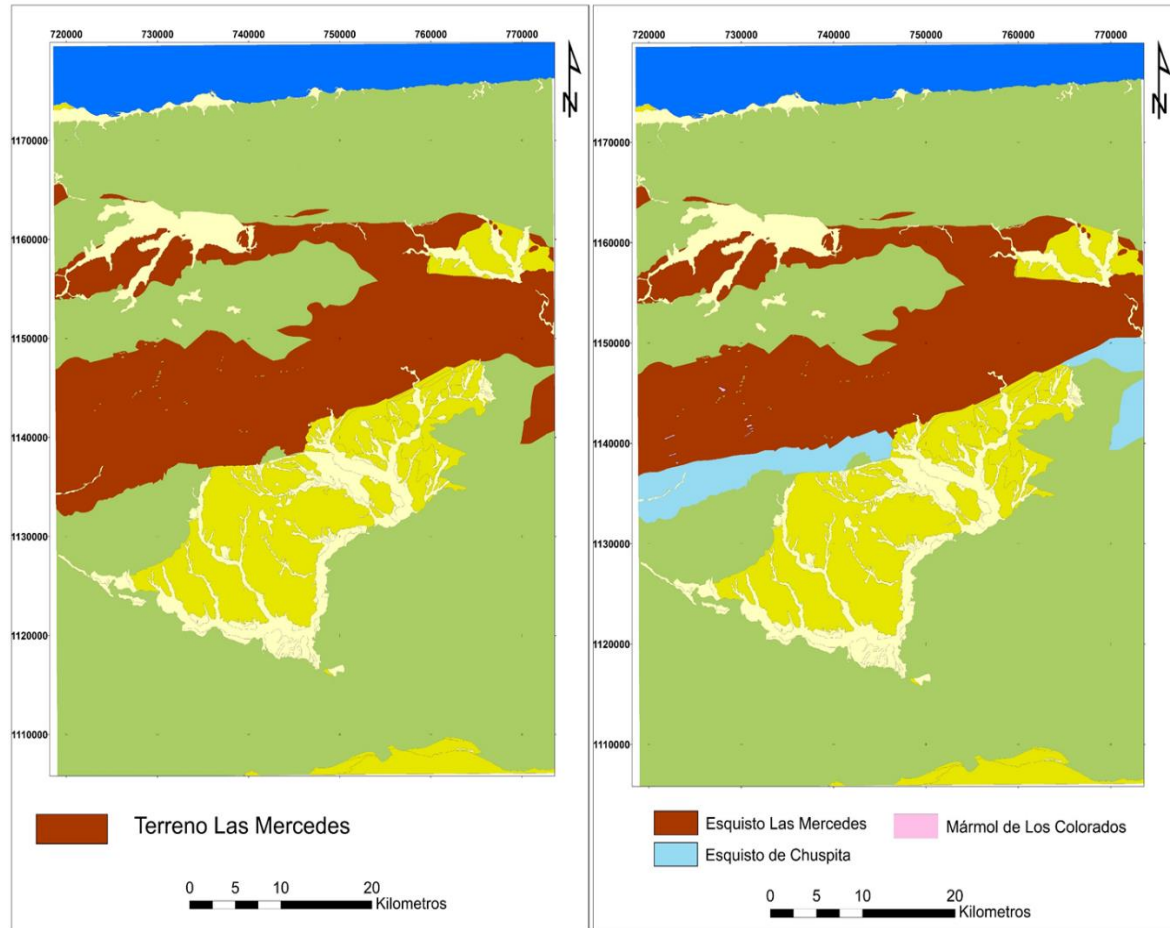 720000 730000 740000 750000 760000 770000
N
1170000
1160000
1150000
1140000
1130000
1120000
1110000
Terreno Las Mercedes
0 5 10 20
Kilometros
720000 730000 740000 750000 760000 770000
N
1170000
1160000
1150000
1140000
1130000
1120000
1110000
Esquisto Las Mercedes Mármol de Los Colorados
Esquisto de Chuspita
0 5 10 20
Kilometros